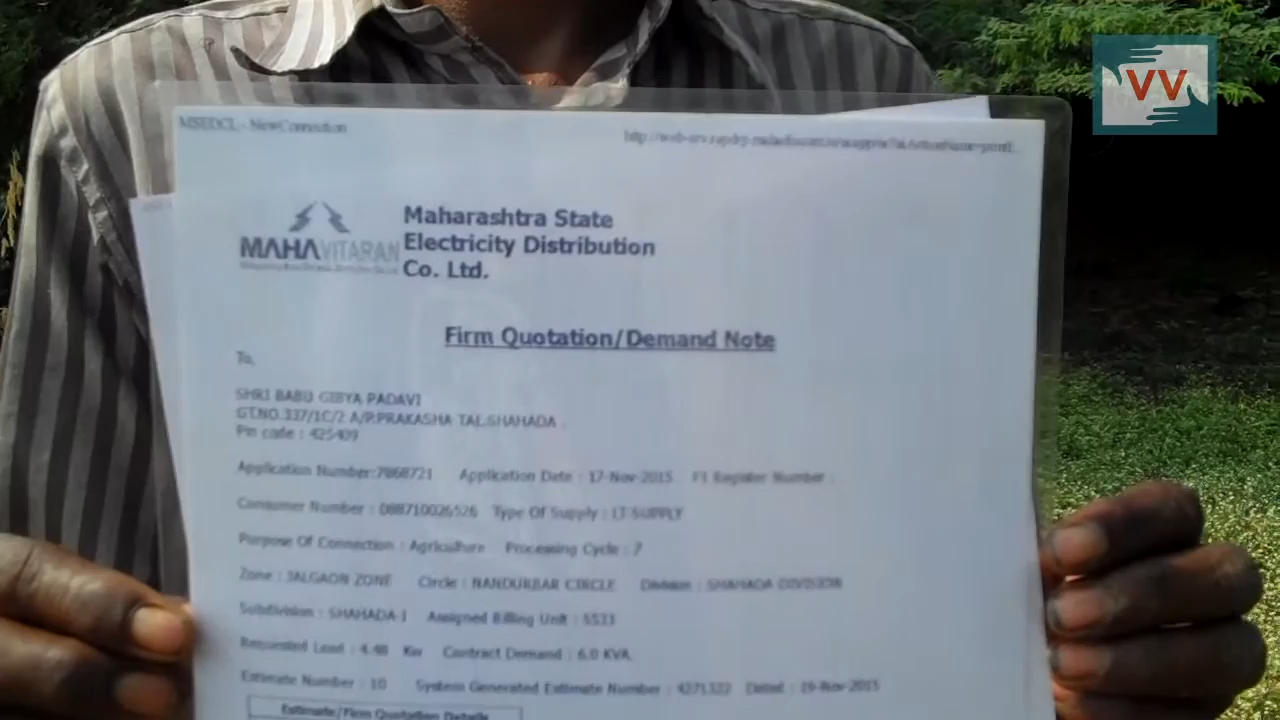 VV
MSEDCL - NewConnection
MAHAVITARAN
Maharashtra State
Electricity Distribution
Co. Ltd.
Firm Quotation/Demand Note
To,
SHRI BABU GIBYA PADAVI
GT.NO.337/1C/2 A/P.PRAKASHA TAL.SHAHADA .
Pin code : 425409
Application Number:7868721 Application Date : 17-Nov-2015 F1 Register Number :
Consumer Number : 088710026526 Type Of Supply : LT-SUPPLY
Purpose Of Connection : Agriculture Processing Cycle : 7
Zone : JALGAON ZONE Circle : NANDURBAR CIRCLE Division : SHAHADA DIVISION
Subdivision : SHAHADA-I Assigned Billing Unit : 5533
Requested Load : 4.48 Kw Contract Demand : 6.0 KVA
Estimate Number : 10 System Generated Estimate Number : 4271322 Dated : 19-Nov-2015
Estimate/Firm Quotation Details